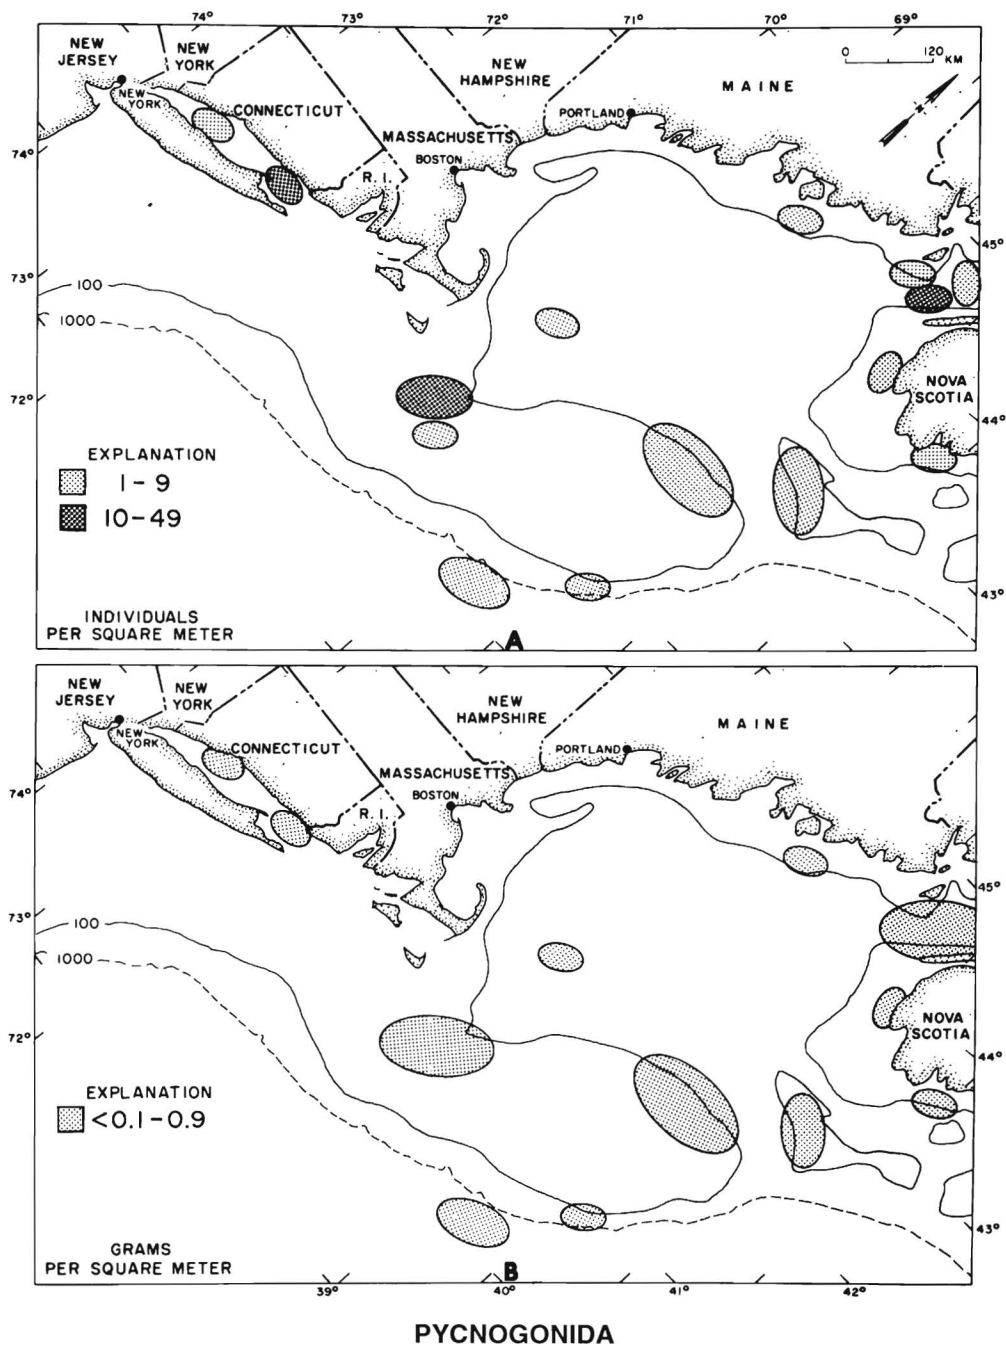 74° 73° 72° 71° 70° 69°
NEW
JERSEY
NEW
YORK
NEW
YORK
CONNECTICUT
MASSACHUSETTS
BOSTON
R. I.
NEW
HAMPSHIRE
PORTLAND
MAINE
0 120
KM
74°
73°
72°
45°
44°
43°
100
1000
NOVA
SCOTIA
EXPLANATION
1-9
10-49
INDIVIDUALS
PER SQUARE METER
A
NEW
JERSEY
NEW
YORK
NEW
YORK
CONNECTICUT
MASSACHUSETTS
BOSTON
R. I.
NEW
HAMPSHIRE
PORTLAND
MAINE
74°
73°
72°
45°
44°
43°
100
1000
NOVA
SCOTIA
EXPLANATION
<0.1-0.9
GRAMS
PER SQUARE METER
B
39° 40° 41° 42°
PYCNOGONIDA